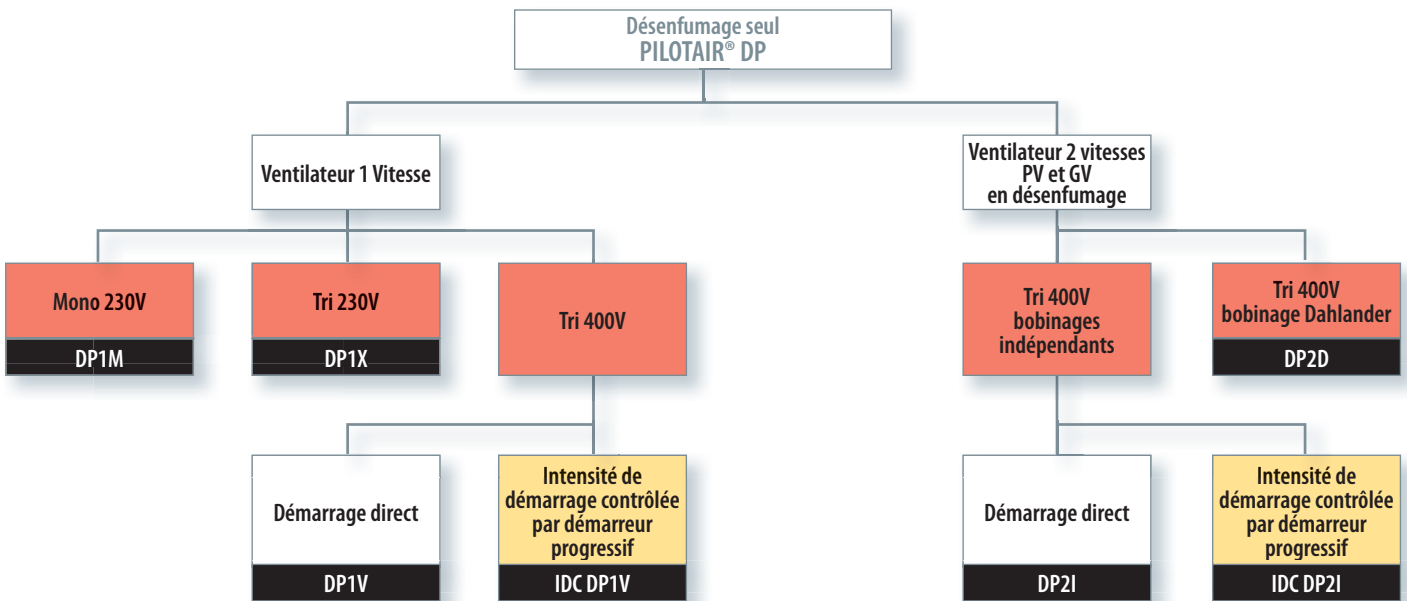 Désenfumage seul
PILOTAIR® DP
Ventilateur 1 Vitesse
Ventilateur 2 vitesses
PV et GV
en désenfumage
Mono 230V
DP1M
Tri 230V
DP1X
Tri 400V
Tri 400V
bobinages
indépendants
Tri 400V
bobinage Dahlander
DP2D
Démarrage direct
DP1V
Intensité de
démarrage contrôlée
par démarreur
progressif
IDC DP1V
Démarrage direct
DP2I
Intensité de
démarrage contrôlée
par démarreur
progressif
IDC DP2I